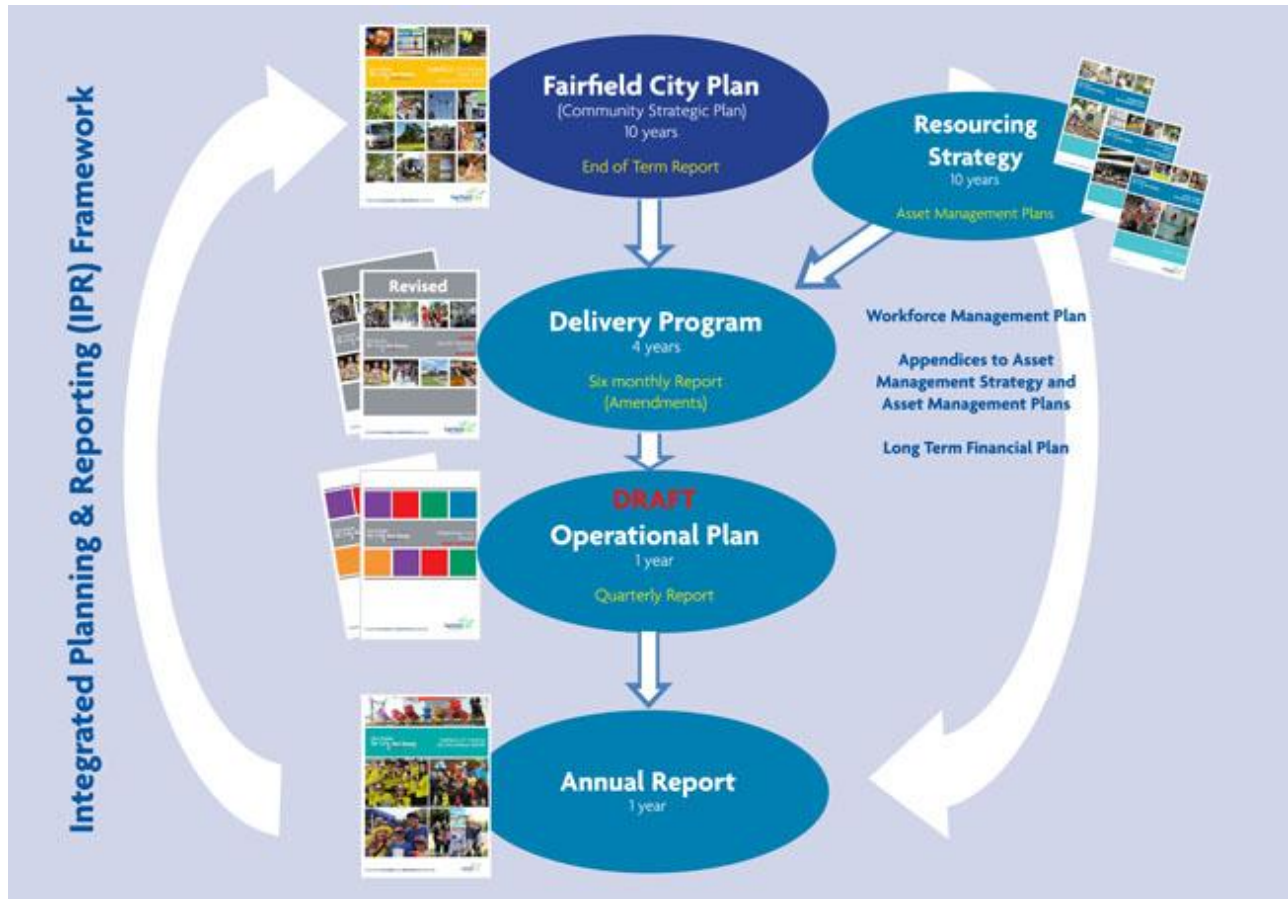 Integrated Planning & Reporting (IPR) Framework
Fairfield City Plan
(Community Strategic Plan)
10 years
End of Term Report
Resourcing
Strategy
10 years
Asset Management Plans
Revised
Delivery Program
4 years
Six monthly Report
(Amendments)
Workforce Management Plan
Appendices to Asset
Management Strategy and
Asset Management Plans
Long Term Financial Plan
DRAFT
Operational Plan
1 year
Quarterly Report
Annual Report
1 year